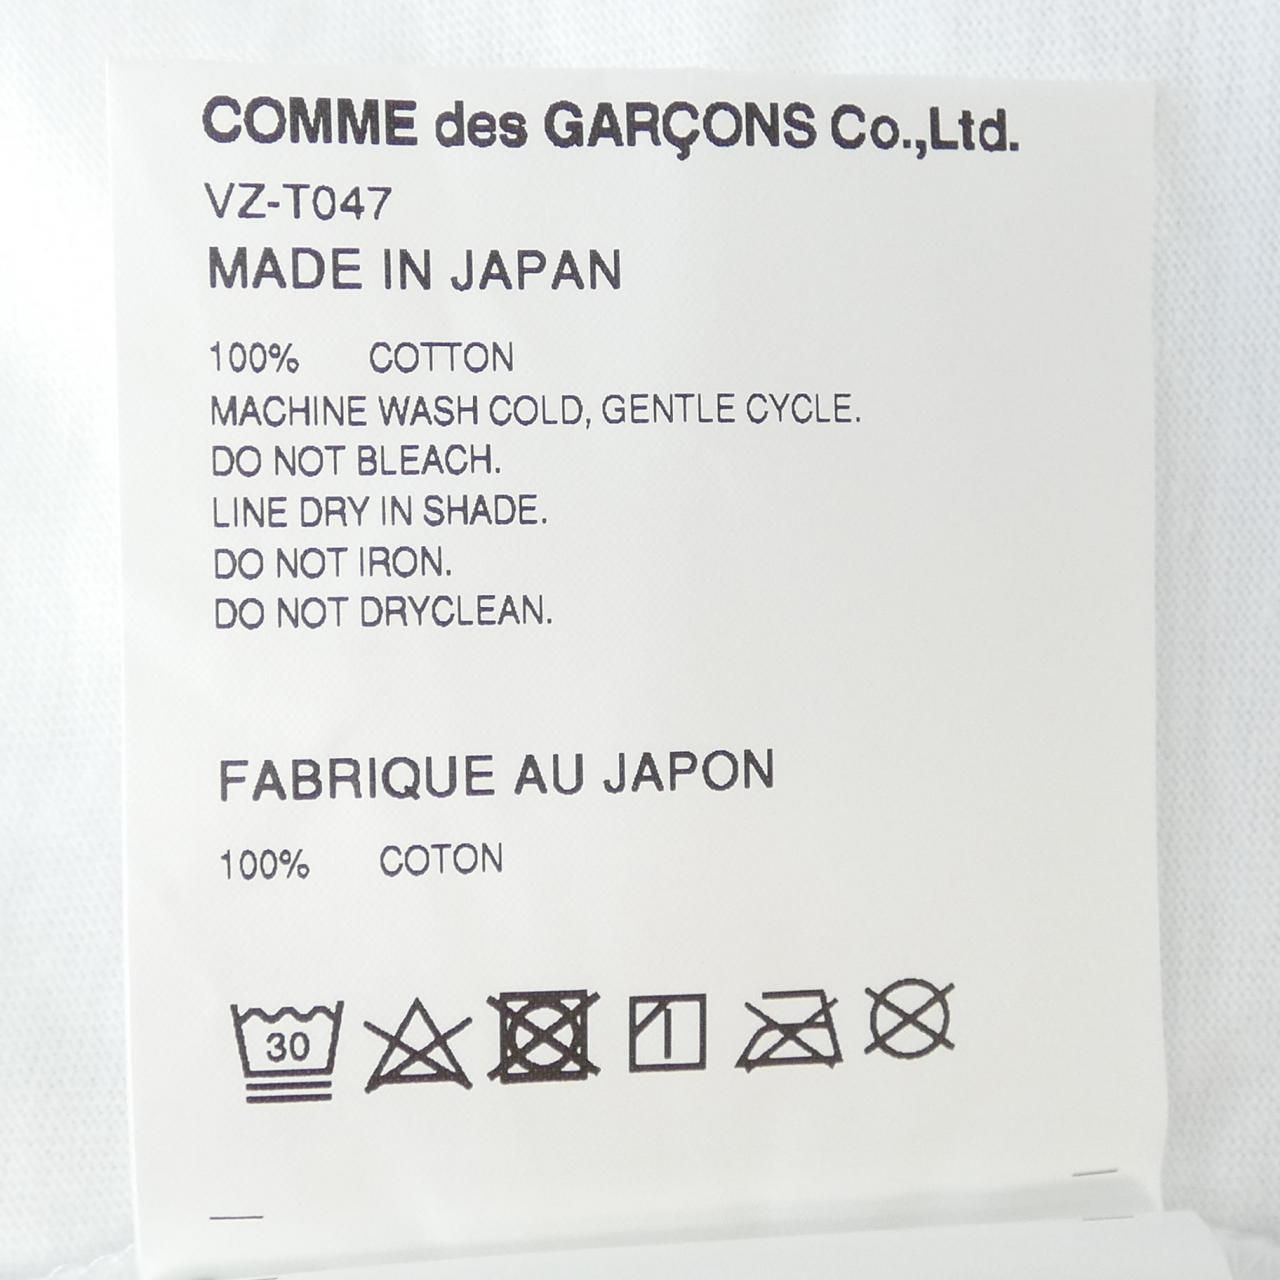 COMME des GARÇONS Co.,Ltd.
VZ-T047
MADE IN JAPAN
100% COTTON
MACHINE WASH COLD, GENTLE CYCLE.
DO NOT BLEACH.
LINE DRY IN SHADE.
DO NOT IRON.
DO NOT DRYCLEAN.
FABRIQUE AU JAPON
100% COTON
30